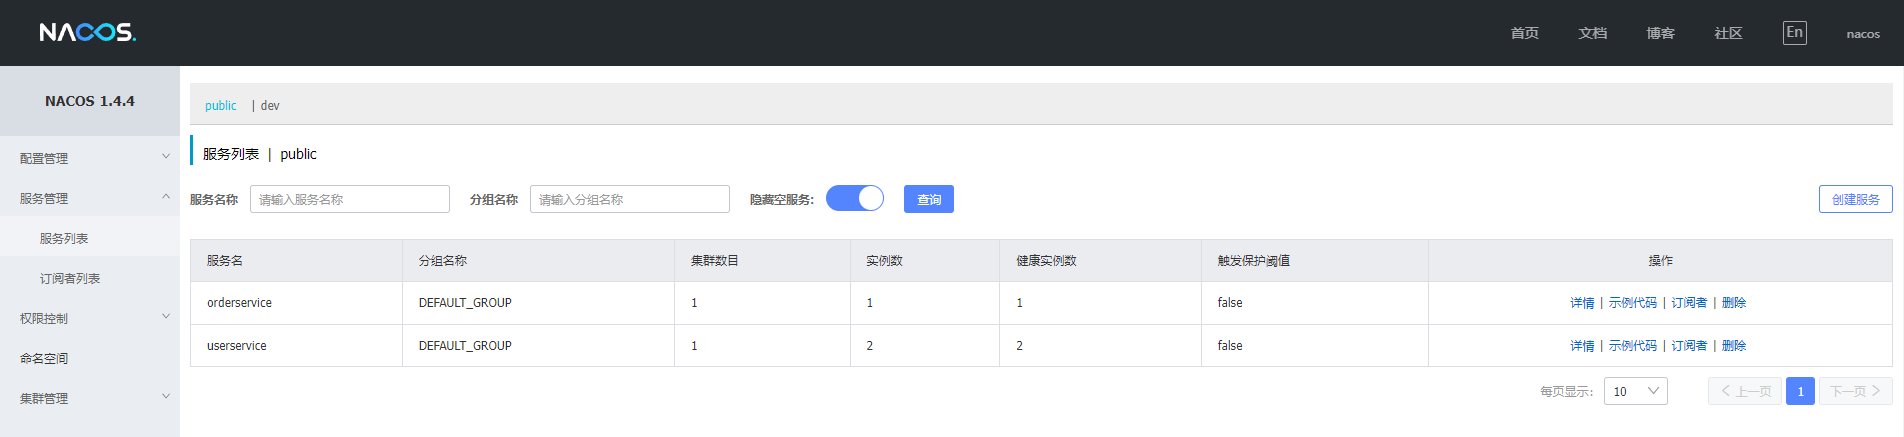 NACOS.
首页 文档 博客 社区 En nacos
NACOS 1.4.4
配置管理
服务管理
服务列表
订阅者列表
权限控制
命名空间
集群管理
public | dev
服务列表 | public
服务名称 请输入服务名称 分组名称 请输入分组名称 隐藏空服务: 查询 创建服务
服务名 分组名称 集群数目 实例数 健康实例数 触发保护阈值 操作
orderservice DEFAULT_GROUP 1 1 1 false 详情 | 示例代码 | 订阅者 | 删除
userservice DEFAULT_GROUP 1 2 2 false 详情 | 示例代码 | 订阅者 | 删除
每页显示: 10 上一页 1 下一页